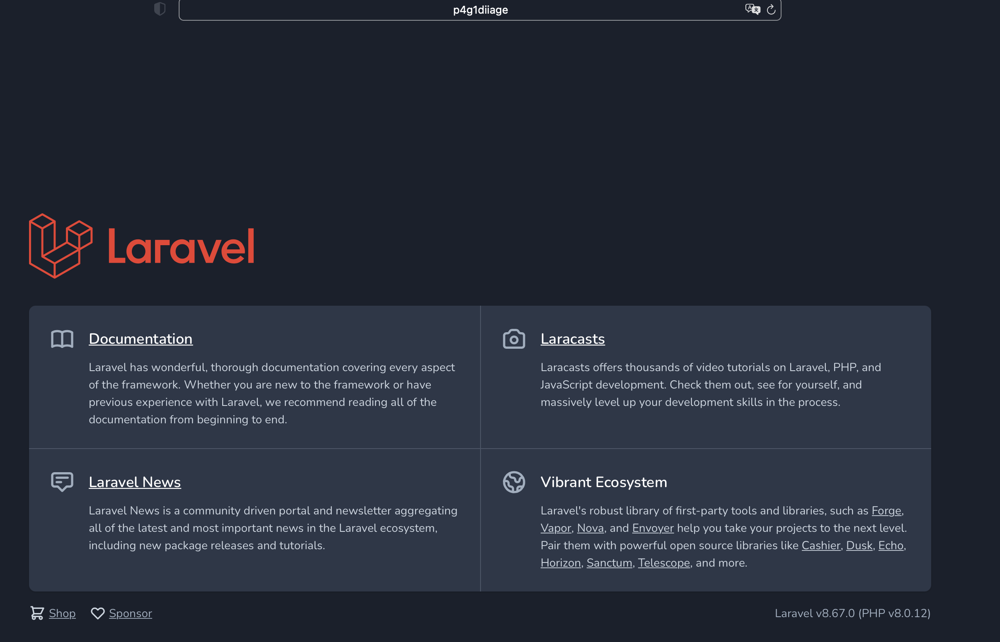 p4g1diiage
Laravel
Documentation
Laravel has wonderful, thorough documentation covering every aspect
of the framework. Whether you are new to the framework or have
previous experience with Laravel, we recommend reading all of the
documentation from beginning to end.
Laracasts
Laracasts offers thousands of video tutorials on Laravel, PHP, and
JavaScript development. Check them out, see for yourself, and
massively level up your development skills in the process.
Laravel News
Laravel News is a community driven portal and newsletter aggregating
all of the latest and most important news in the Laravel ecosystem,
including new package releases and tutorials.
Vibrant Ecosystem
Laravel's robust library of first-party tools and libraries, such as Forge,
Vapor, Nova, and Envoyer help you take your projects to the next level.
Pair them with powerful open source libraries like Cashier, Dusk, Echo,
Horizon, Sanctum, Telescope, and more.
Shop
Sponsor
Laravel v8.67.0 (PHP v8.0.12)